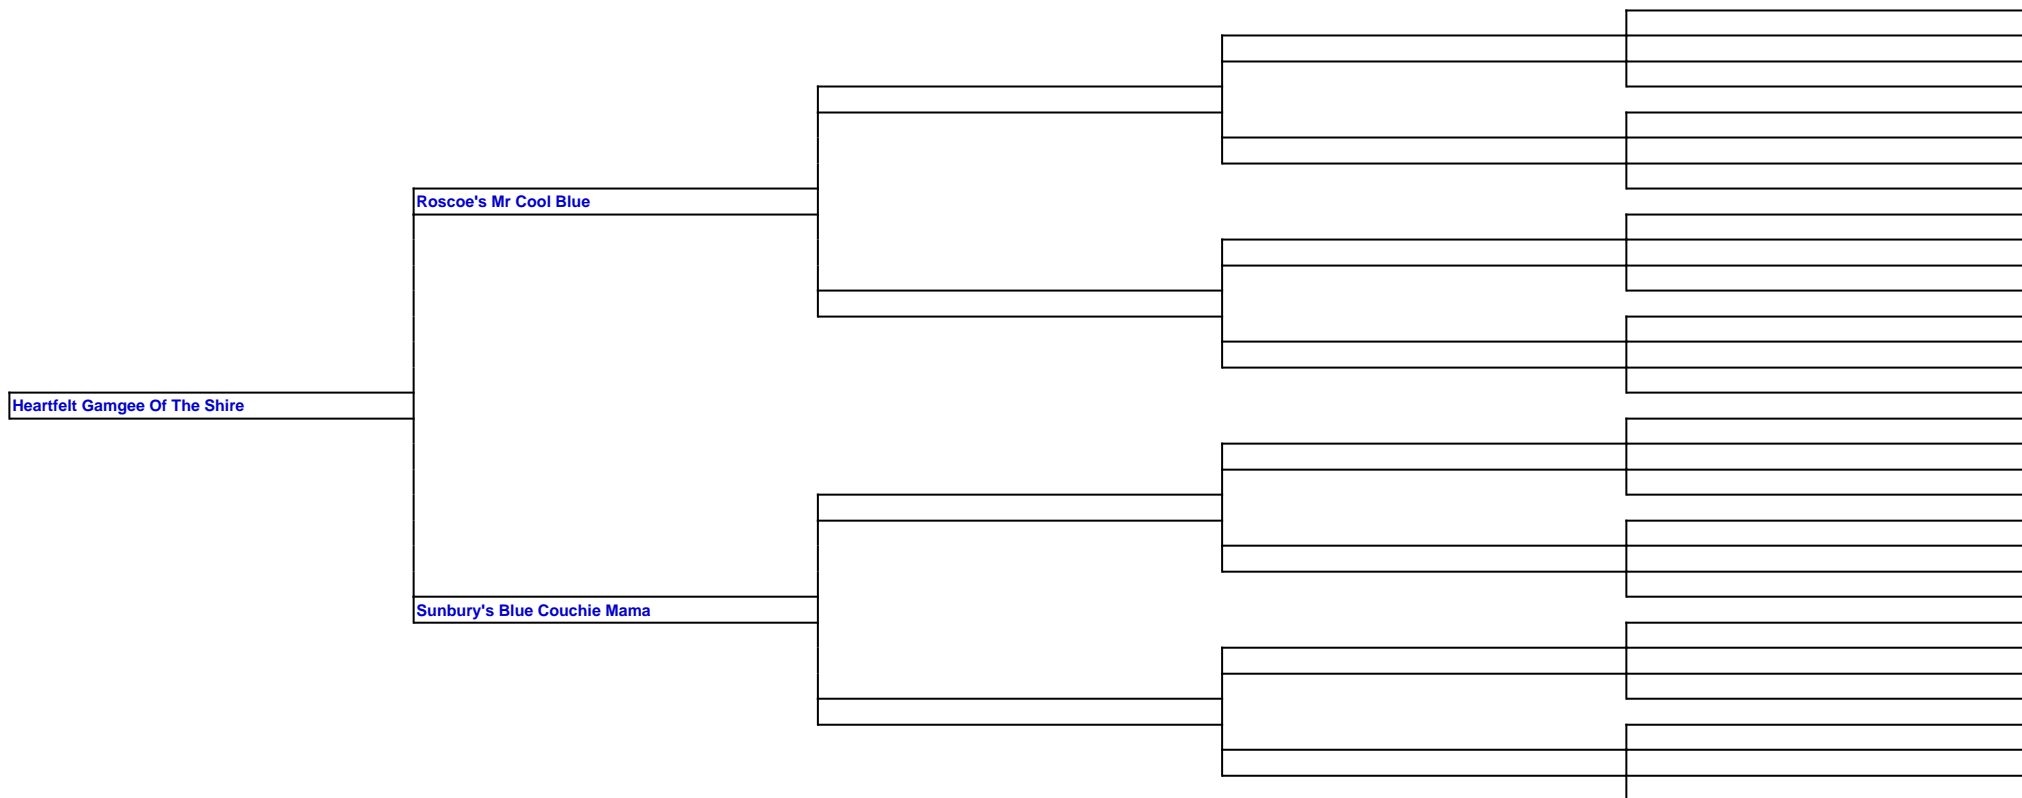 Roscoe's Mr Cool Blue
Heartfelt Gamgee Of The Shire
Sunbury's Blue Couchie Mama